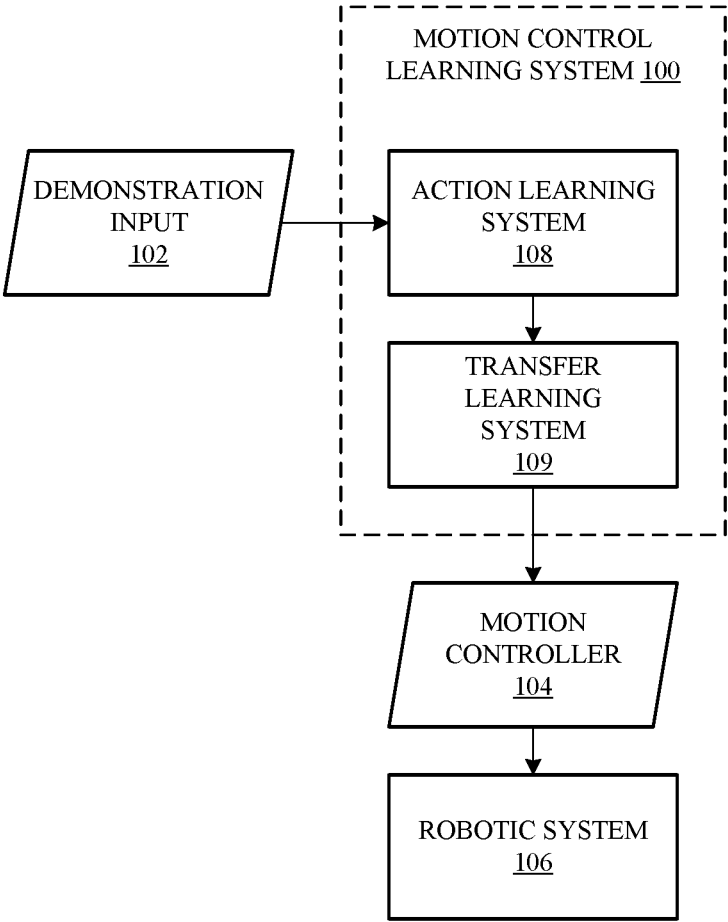 MOTION CONTROL
LEARNING SYSTEM 100
DEMONSTRATION
INPUT
102
ACTION LEARNING
SYSTEM
108
TRANSFER
LEARNING
SYSTEM
109
MOTION
CONTROLLER
104
ROBOTIC SYSTEM
106